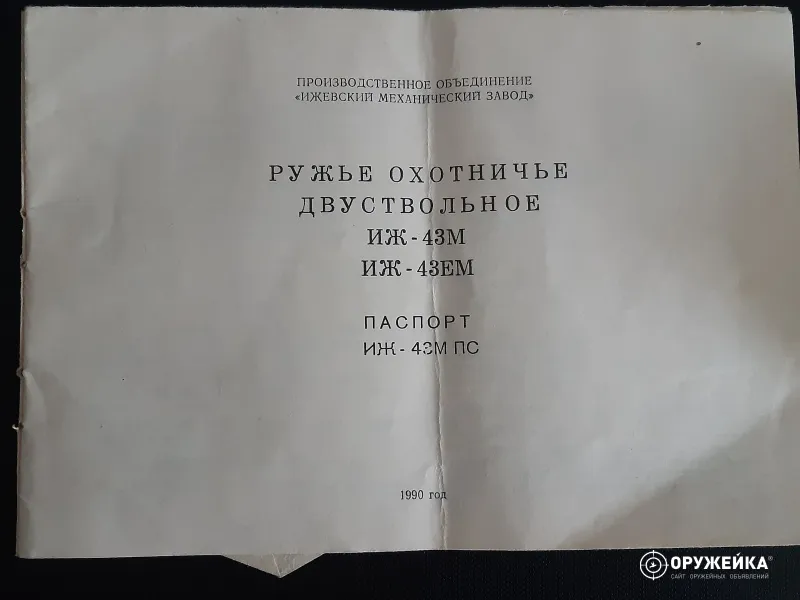 ПРОИЗВОДСТВЕННОЕ ОБЪЕДИНЕНИЕ
«ИЖЕВСКИЙ МЕХАНИЧЕСКИЙ ЗАВОД»
РУЖЬЕ ОХОТНИЧЬЕ
ДВУСТВОЛЬНОЕ
ИЖ-43М
ИЖ-43ЕМ
ПАСПОРТ
ИЖ-43М ПС
1990 год
ОРУЖЕЙКА®
САЙТ ОРУЖЕЙНЫХ ОБЪЯВЛЕНИЙ